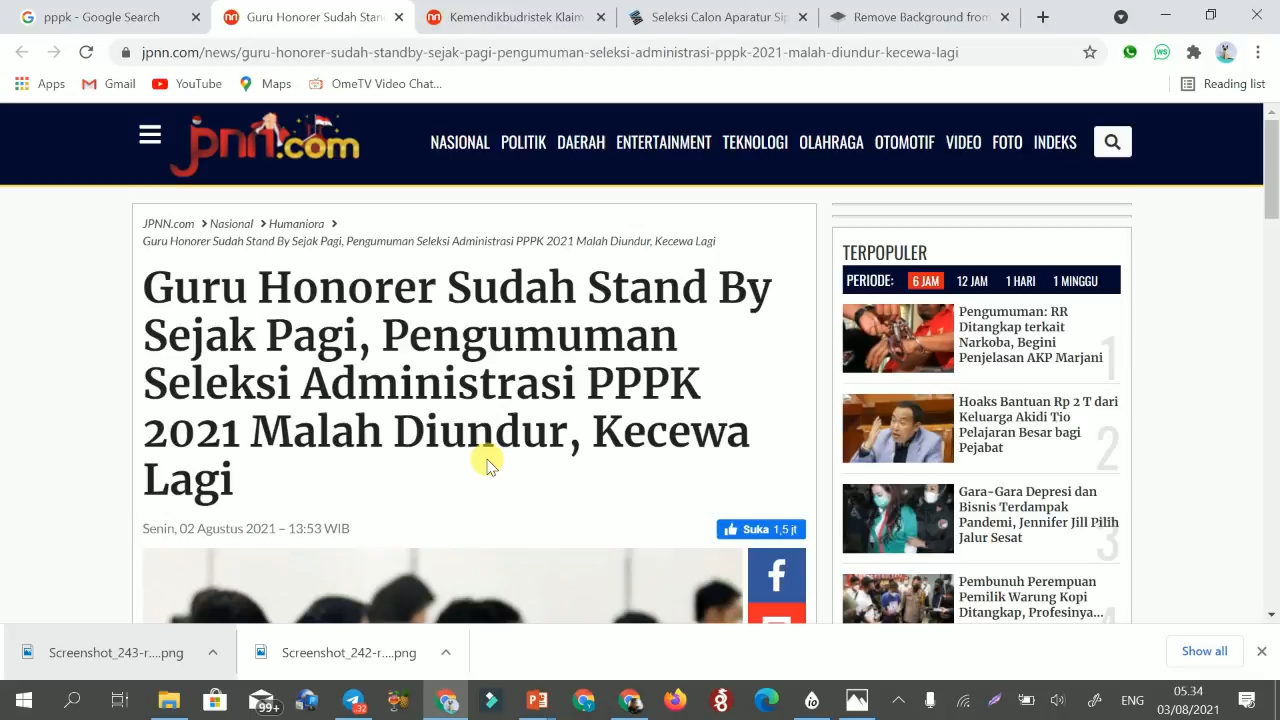 pppk - Google Search
Guru Honorer Sudah Stan
Kemendikbudristek Klaim
Seleksi Calon Aparatur Sip
Remove Background from
jpnn.com/news/guru-honorer-sudah-standby-sejak-pagi-pengumuman-seleksi-administrasi-pppk-2021-malah-diundur-kecewa-lagi
Apps
Gmail
YouTube
Maps
OmeTV Video Chat...
Reading list
jpnn.com
NASIONAL POLITIK DAERAH ENTERTAINMENT TEKNOLOGI OLAHRAGA OTOMOTIF VIDEO FOTO INDEKS
JPNN.com > Nasional > Humaniora >
Guru Honorer Sudah Stand By Sejak Pagi, Pengumuman Seleksi Administrasi PPPK 2021 Malah Diundur, Kecewa Lagi
Guru Honorer Sudah Stand By
Sejak Pagi, Pengumuman
Seleksi Administrasi PPPK
2021 Malah Diundur, Kecewa
Lagi
Senin, 02 Agustus 2021 – 13:53 WIB
Suka 1,5 jt
TERPOPULER
PERIODE: 6 JAM 12 JAM 1 HARI 1 MINGGU
Pengumuman: RR
Ditangkap terkait
Narkoba, Begini
Penjelasan AKP Marjani
1
Hoaks Bantuan Rp 2 T dari
Keluarga Akidi Tio
Pelajaran Besar bagi
Pejabat
2
Gara-Gara Depresi dan
Bisnis Terdampak
Pandemi, Jennifer Jill Pilih
Jalur Sesat
3
Pembunuh Perempuan
Pemilik Warung Kopi
Ditangkap, Profesinya...
Screenshot_243-r....png
Screenshot_242-r....png
Show all
99+
32
ENG
05.34
03/08/2021